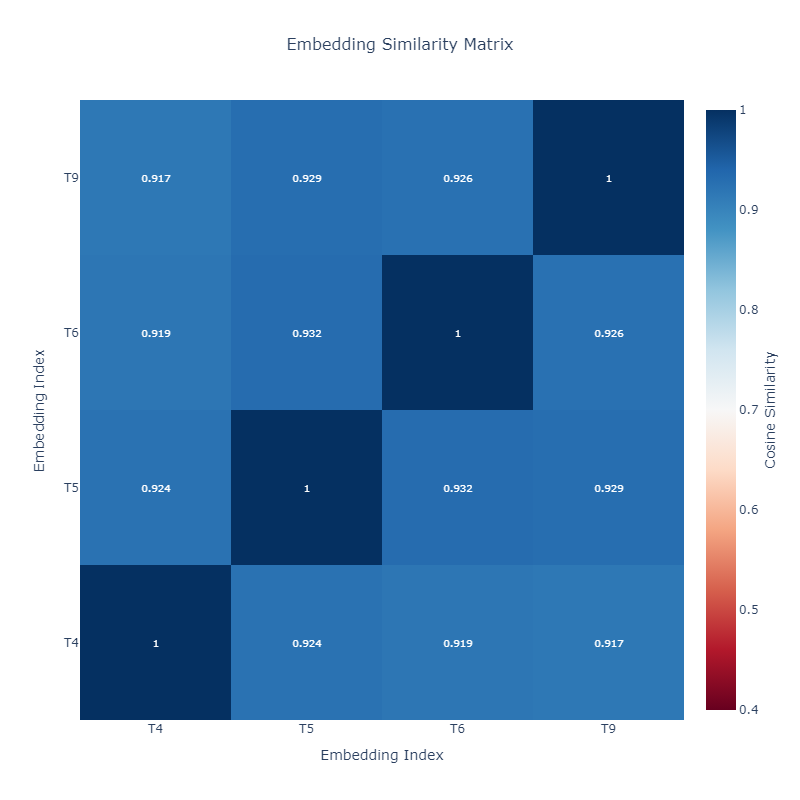 Embedding Similarity Matrix
T9 0.917 0.929 0.926 1
T6 0.919 0.932 1 0.926
T5 0.924 1 0.932 0.929
T4 1 0.924 0.919 0.917
T4 T5 T6 T9
Embedding Index
Embedding Index
1
0.9
0.8
0.7
0.6
0.5
0.4
Cosine Similarity